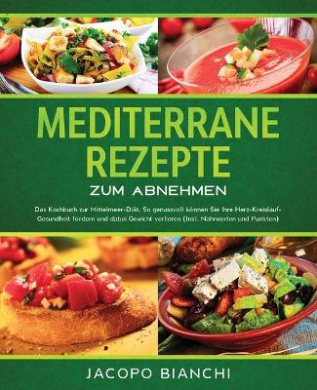 MEDITERRANE
REZEPTE
ZUM ABNEHMEN
Das Kochbuch zur Mittelmeer-Diät. So genussvoll können Sie Ihre Herz-Kreislauf-
Gesundheit fördern und dabei Gewicht verlieren (Inkl. Nährwerten und Punkten)
JACOPO BIANCHI